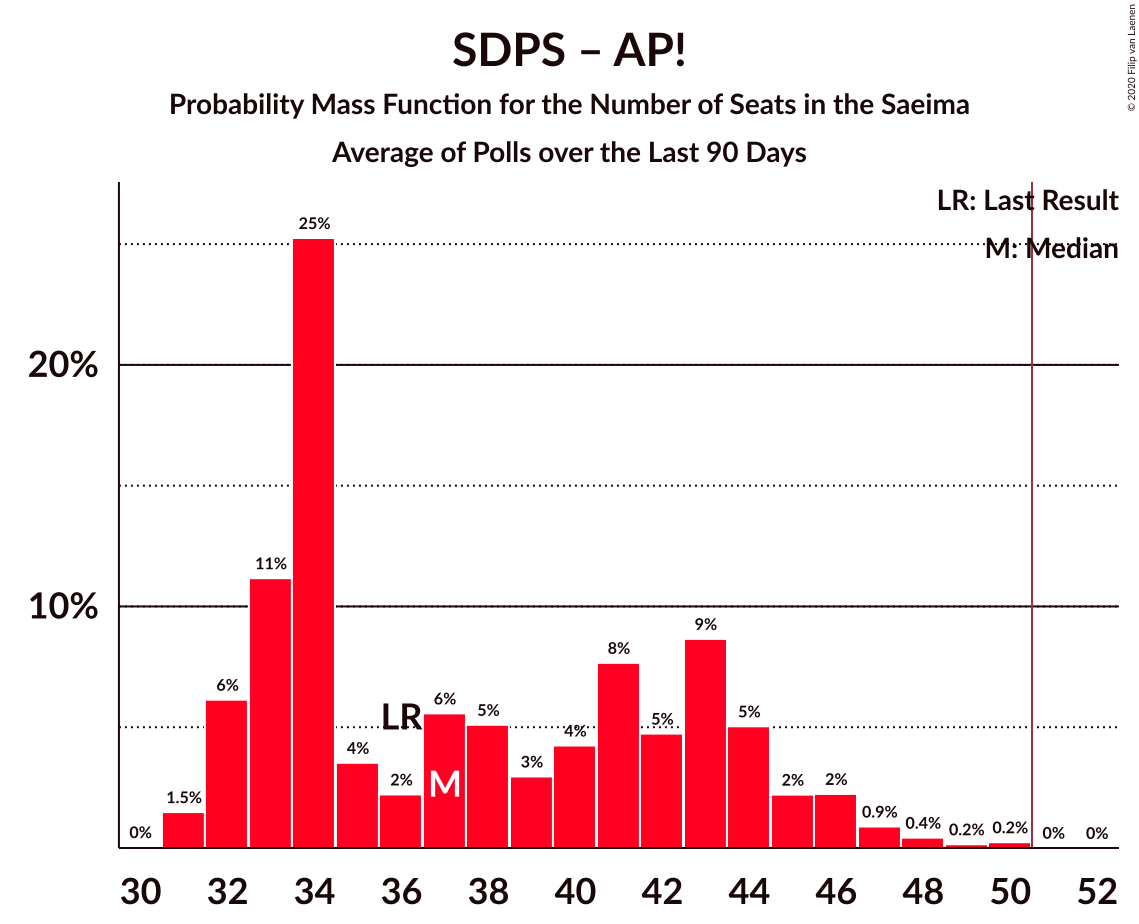 SDPS – AP!
Probability Mass Function for the Number of Seats in the Saeima
Average of Polls over the Last 90 Days
© 2020 Filip van Laenen
LR: Last Result
M: Median
25%
20%
11%
10%
9%
8%
6%
LR
6%
5%
5%
5%
4%
4%
3%
M
2%
2%
2%
1.5%
0.9%
0.4%
0.2%
0.2%
0%
0%
0%
30 32 34 36 38 40 42 44 46 48 50 52